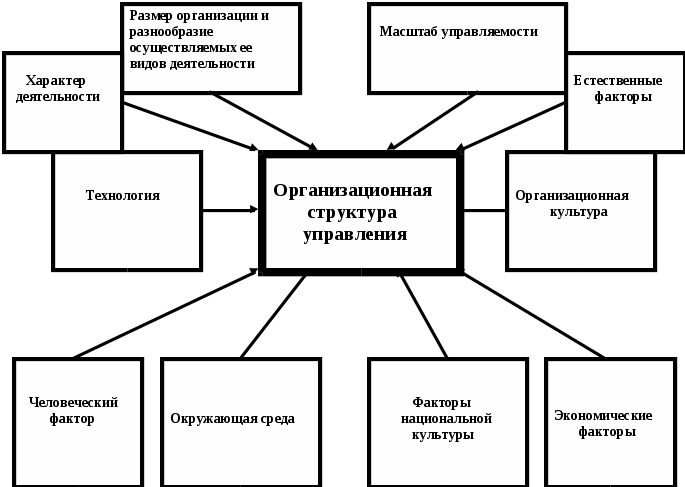 Размер организации и
разнообразие
осуществляемых ее
видов деятельности
Масштаб управляемости
Характер
деятельности
Естественные
факторы
Технология
Организационная
структура
управления
Организационная
культура
Человеческий
фактор
Окружающая среда
Факторы
национальной
культуры
Экономические
факторы